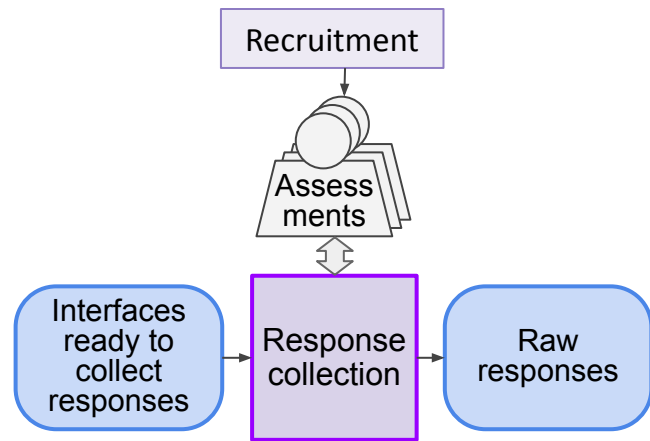 Recruitment
Assess
ments
Interfaces
ready to
collect
responses
Response
collection
Raw
responses